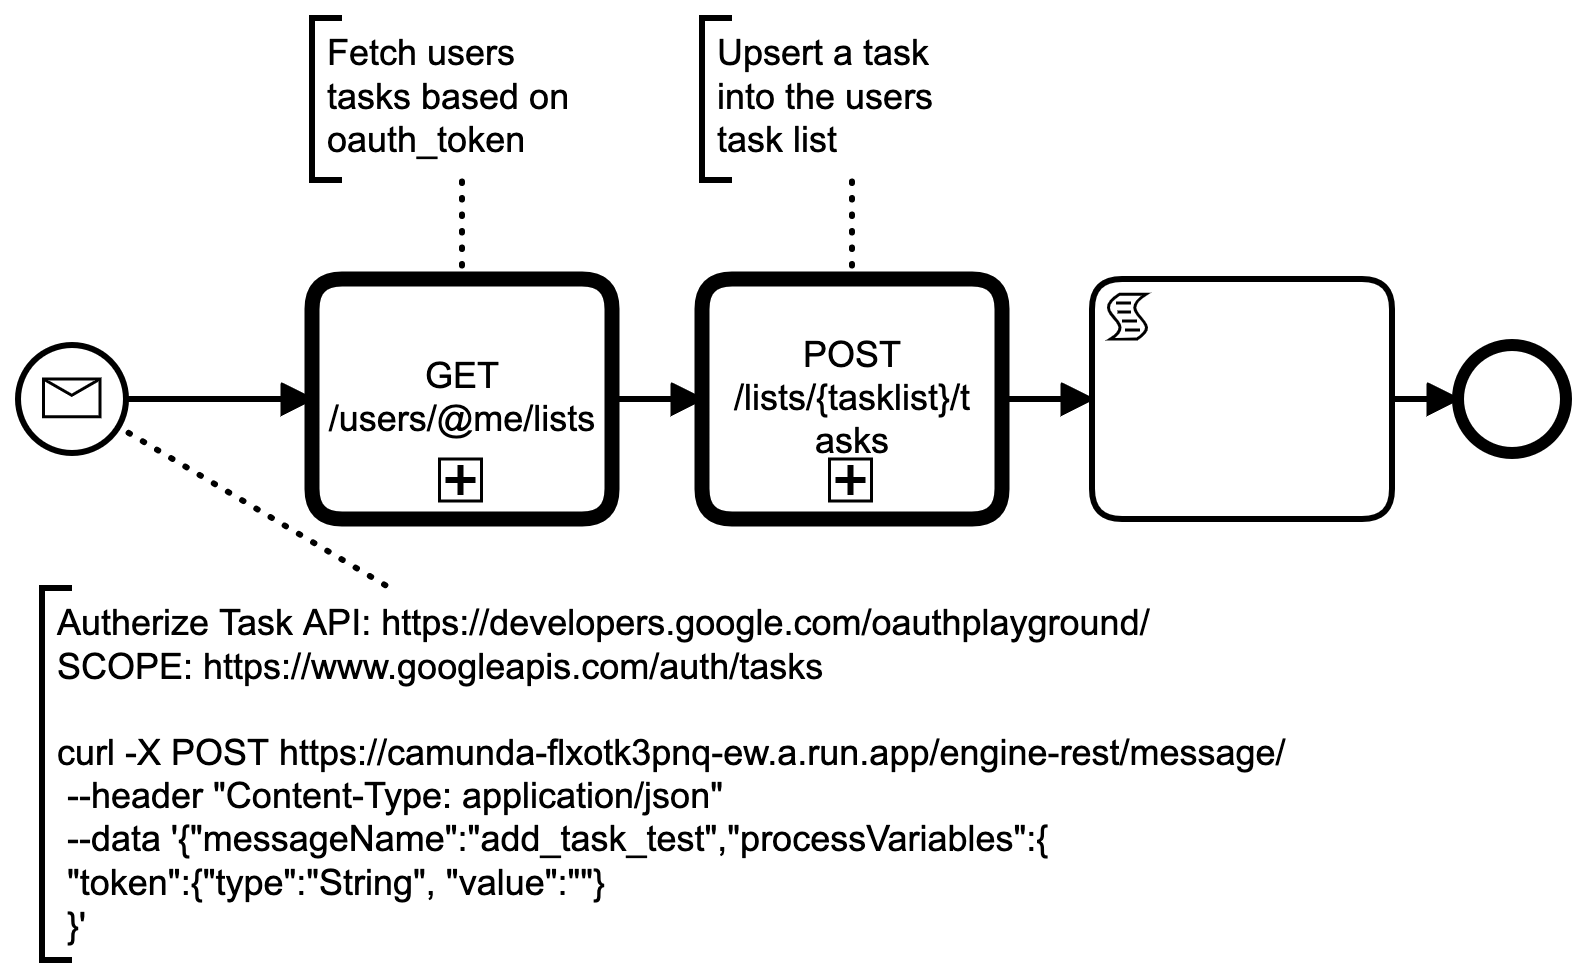 Fetch users
tasks based on
oauth_token
Upsert a task
into the users
task list
GET
/users/@me/lists
POST
/lists/{tasklist}/t
asks
Autherize Task API: https://developers.google.com/oauthplayground/
SCOPE: https://www.googleapis.com/auth/tasks
curl -X POST https://camunda-flxotk3pnq-ew.a.run.app/engine-rest/message/
--header "Content-Type: application/json"
--data '{"messageName":"add_task_test","processVariables":{
"token":{"type":"String", "value":""}
}'